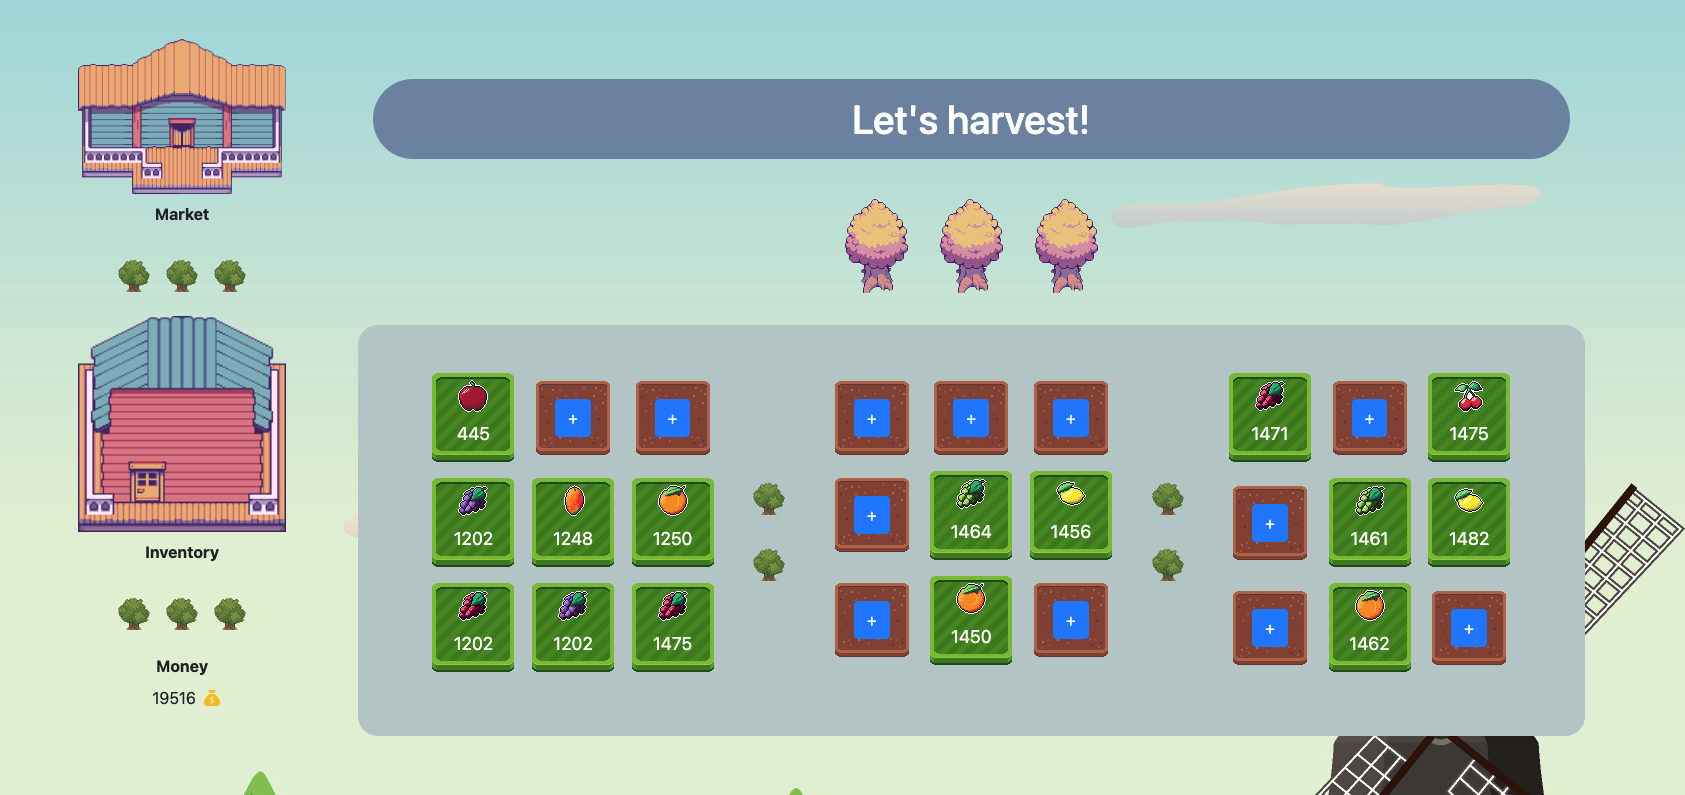 Let's harvest!
Market
Inventory
Money
19516
445 + +
1202 1248 1250
1202 1202 1475
+ + +
+ 1464 1456
+ 1450 +
1471 + 1475
+ 1461 1482
+ 1462 +